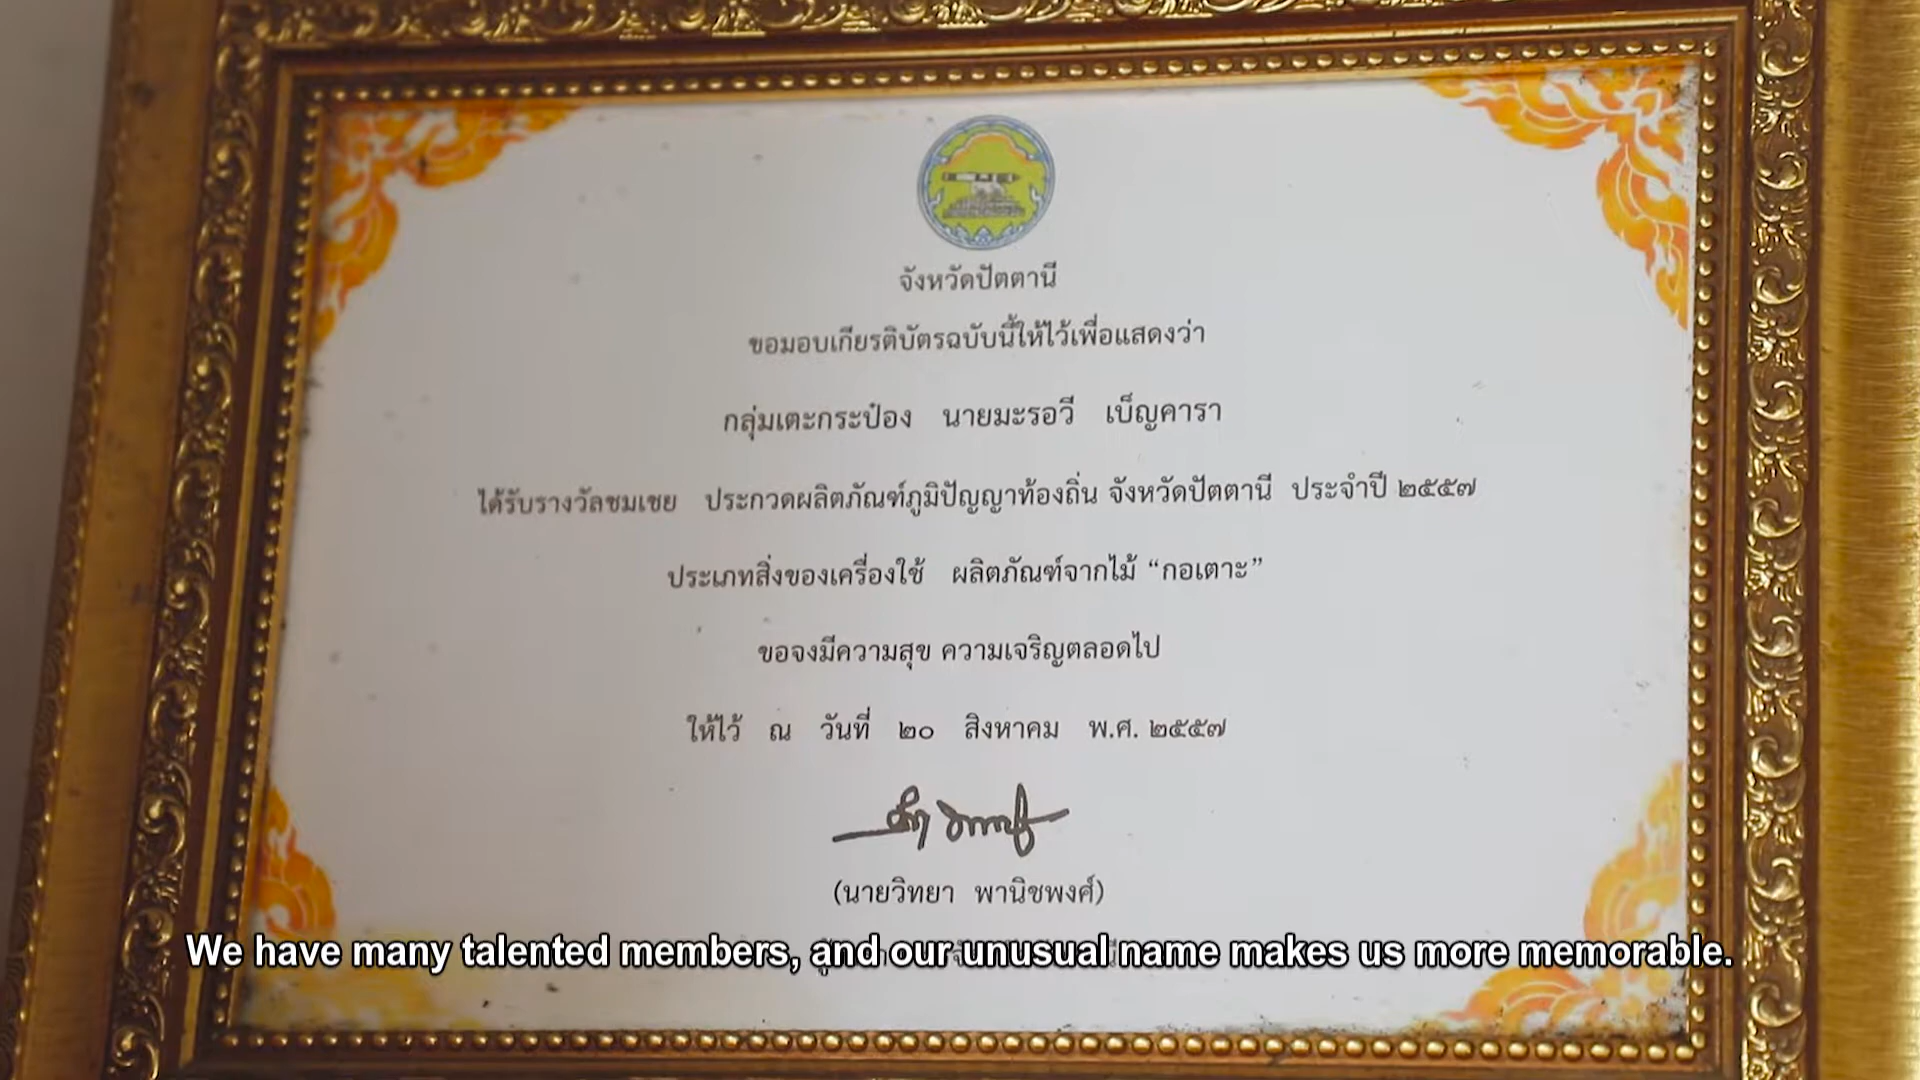 จังหวัดปัตตานี
ขอมอบเกียรติบัตรฉบับนี้ให้ไว้เพื่อแสดงว่า
กลุ่มเตะกระป๋อง นายมะรอวี เบ็ญคารา
ได้รับรางวัลชมเชย ประกวดผลิตภัณฑ์ภูมิปัญญาท้องถิ่น จังหวัดปัตตานี ประจำปี ๒๕๕๗
ประเภทสิ่งของเครื่องใช้ ผลิตภัณฑ์จากไม้ “กอเตาะ”
ขอจงมีความสุข ความเจริญตลอดไป
ให้ไว้ ณ วันที่ ๒๐ สิงหาคม พ.ศ. ๒๕๕๗
(นายวิทยา พานิชพงศ์)
We have many talented members, and our unusual name makes us more memorable.